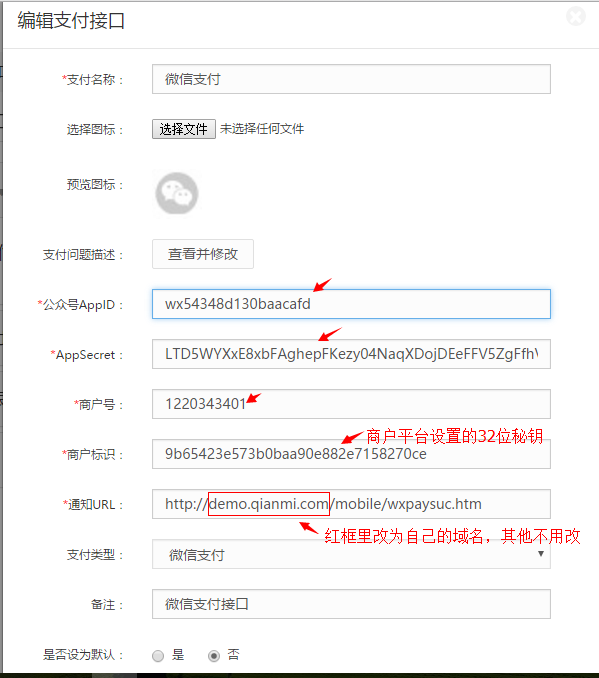 编辑支付接口
*支付名称： 微信支付
选择图标： 选择文件 未选择任何文件
预览图标：
支付问题描述： 查看并修改
*公众号AppID： wx54348d130baacafd
*AppSecret： LTD5WYXxE8xbFAghepFKezy04NaqXDojDEeFFV5ZgFfhV
*商户号： 1220343401
商户平台设置的32位秘钥
*商户标识： 9b65423e573b0baa90e882e7158270ce
*通知URL： http://demo.qianmi.com/mobile/wxpaysuc.htm
红框里改为自己的域名，其他不用改
支付类型： 微信支付
备注： 微信支付接口
是否设为默认： 是 否